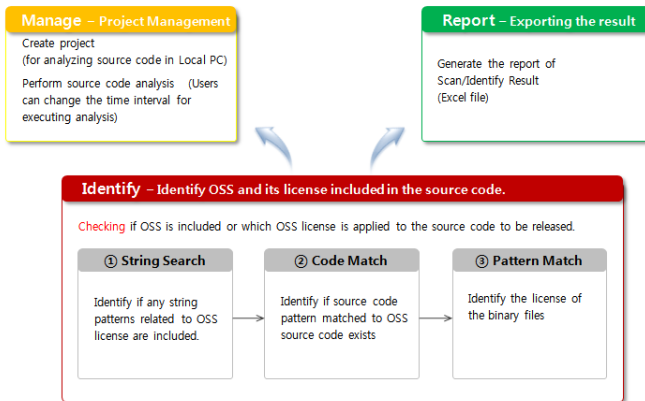 Manage – Project Management
Create project
(for analyzing source code in Local PC)
Perform source code analysis (Users
can change the time interval for
executing analysis)
Report – Exporting the result
Generate the report of
Scan/Identify Result
(Excel file)
Identify – Identify OSS and its license included in the source code.
Checking if OSS is included or which OSS license is applied to the source code to be released.
① String Search
Identify if any string
patterns related to OSS
license are included.
② Code Match
Identify if source code
pattern matched to OSS
source code exists
③ Pattern Match
Identify the license of
the binary files